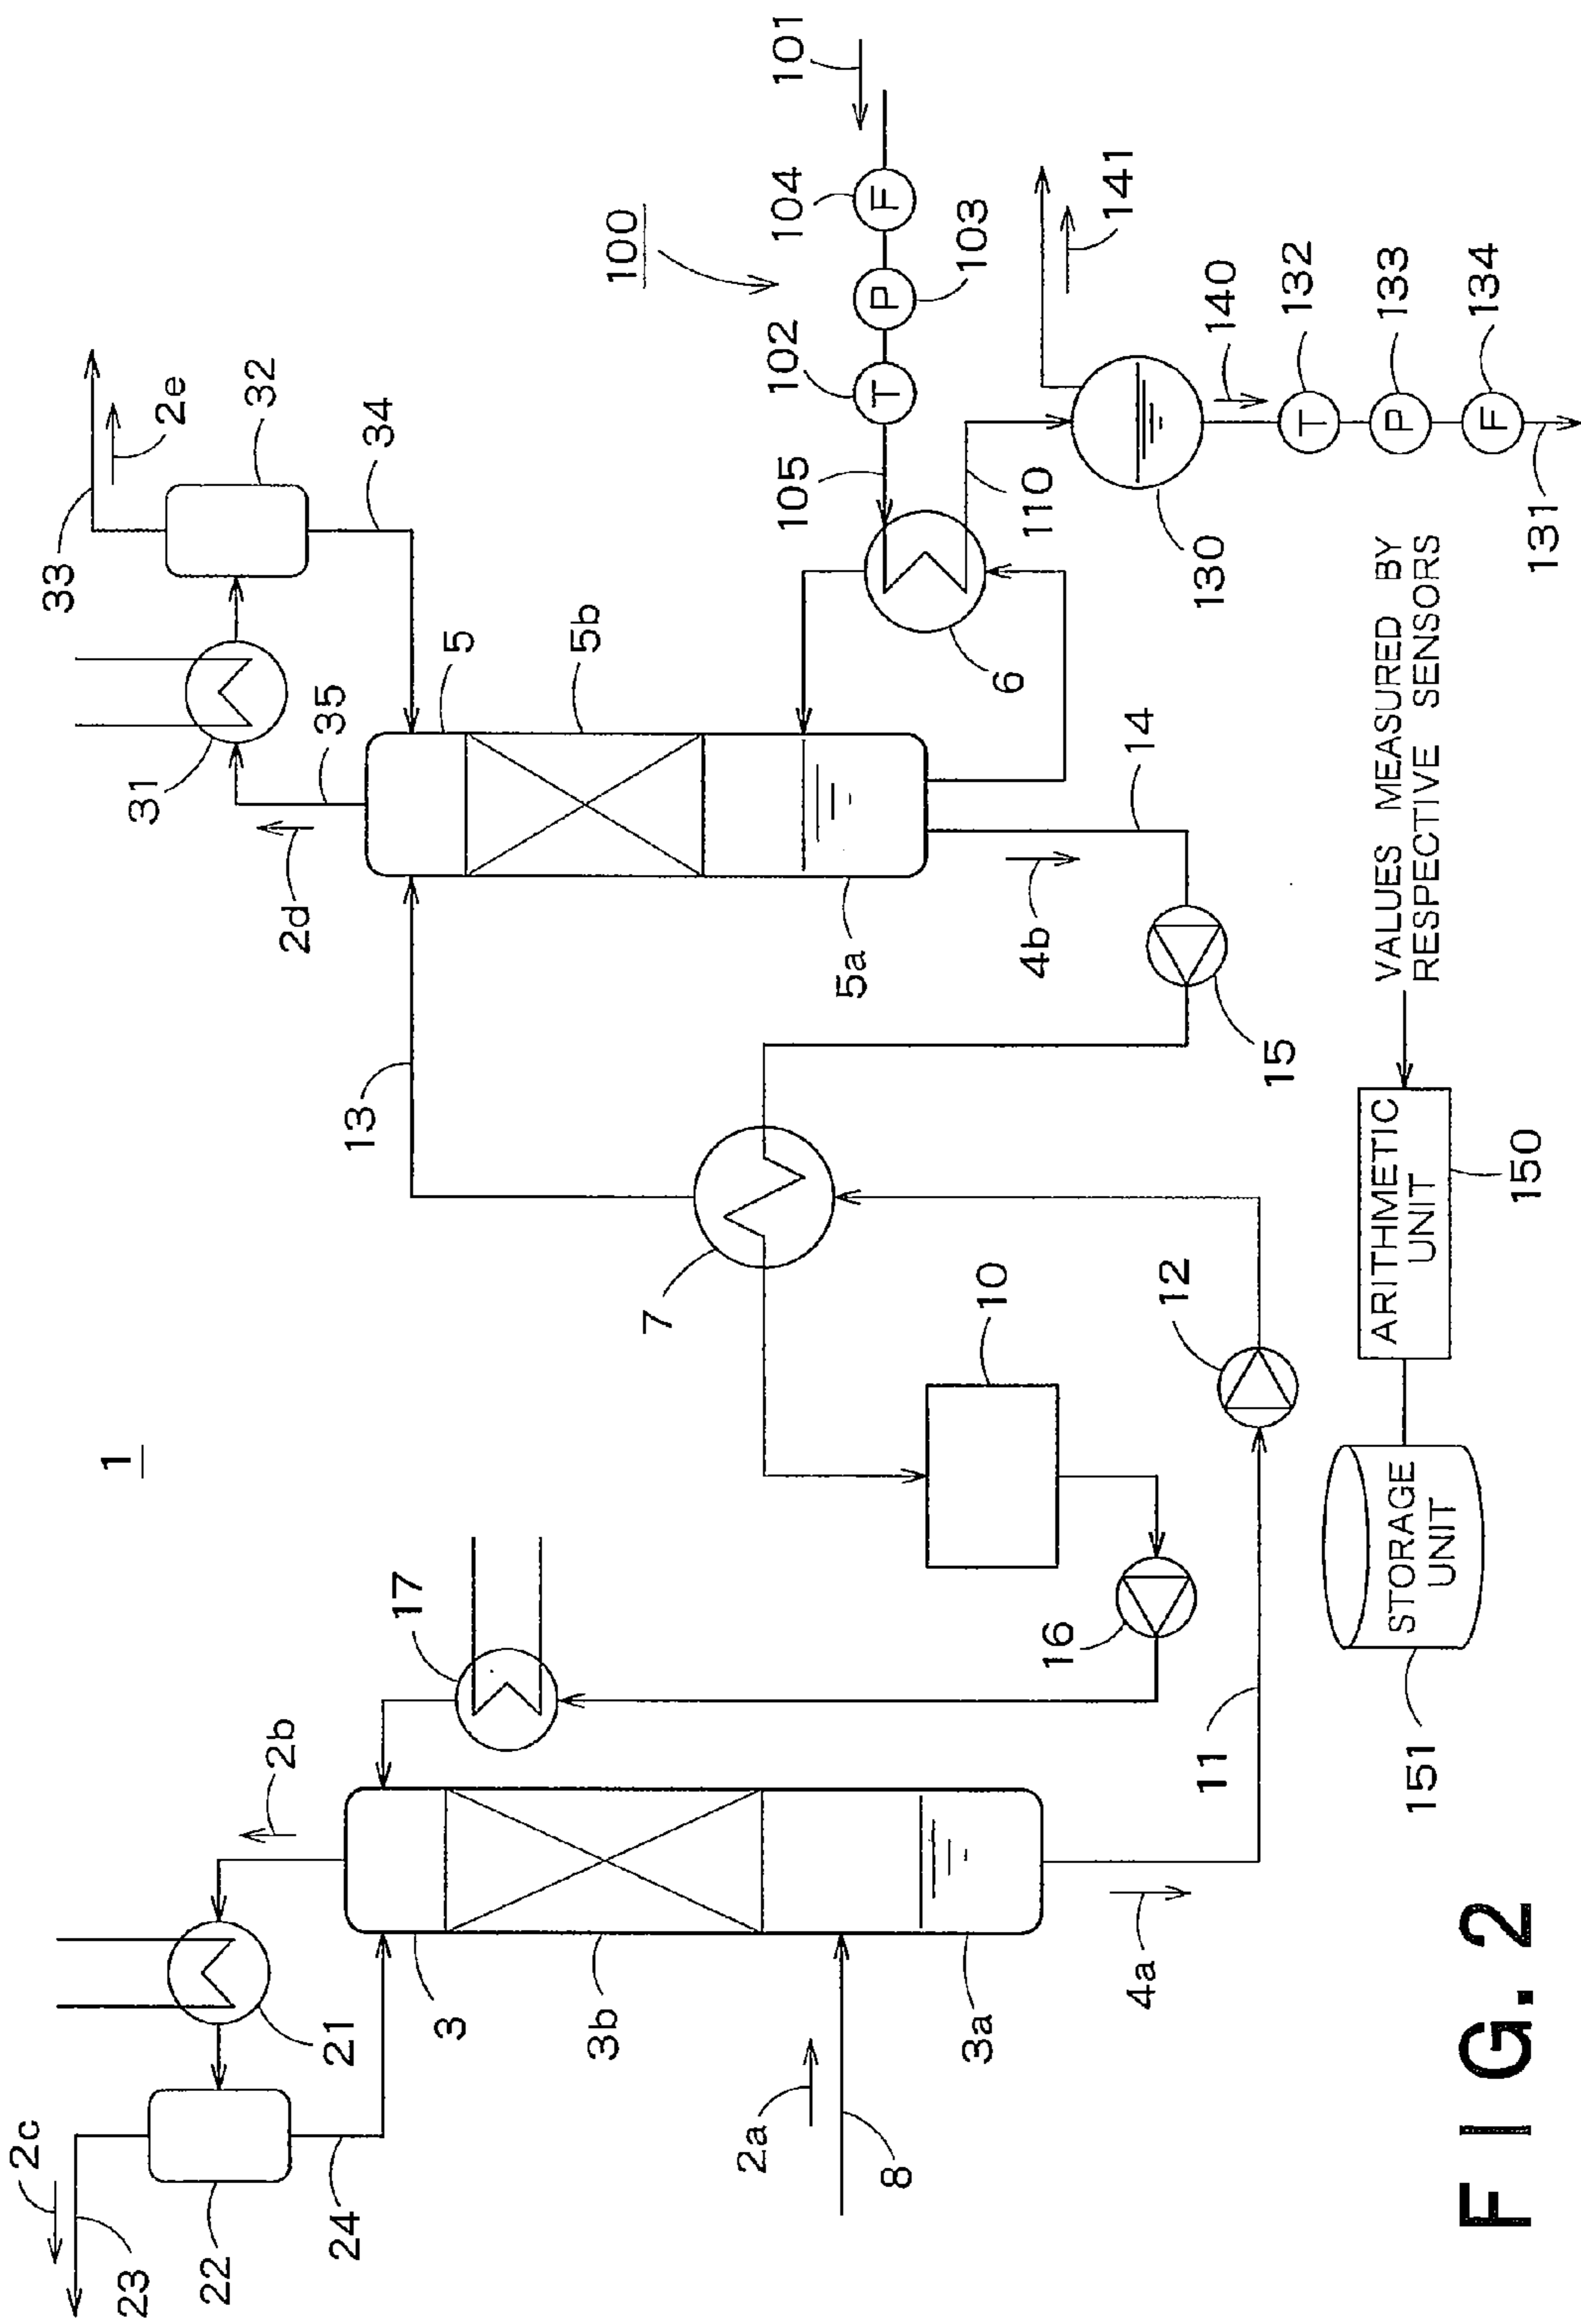 1
2c
23
22
24
21
2b
3
3b
3a
2a
8
4a
17
16
10
11
12
7
13
14
15
4b
5
5b
5a
2d
35
31
33
2e
32
34
6
100
101
104
103
102
T
P
F
105
110
130
141
140
T
132
P
133
F
134
131
VALUES MEASURED BY
RESPECTIVE SENSORS
ARITHMETIC
UNIT
150
STORAGE
UNIT
151
FIG. 2